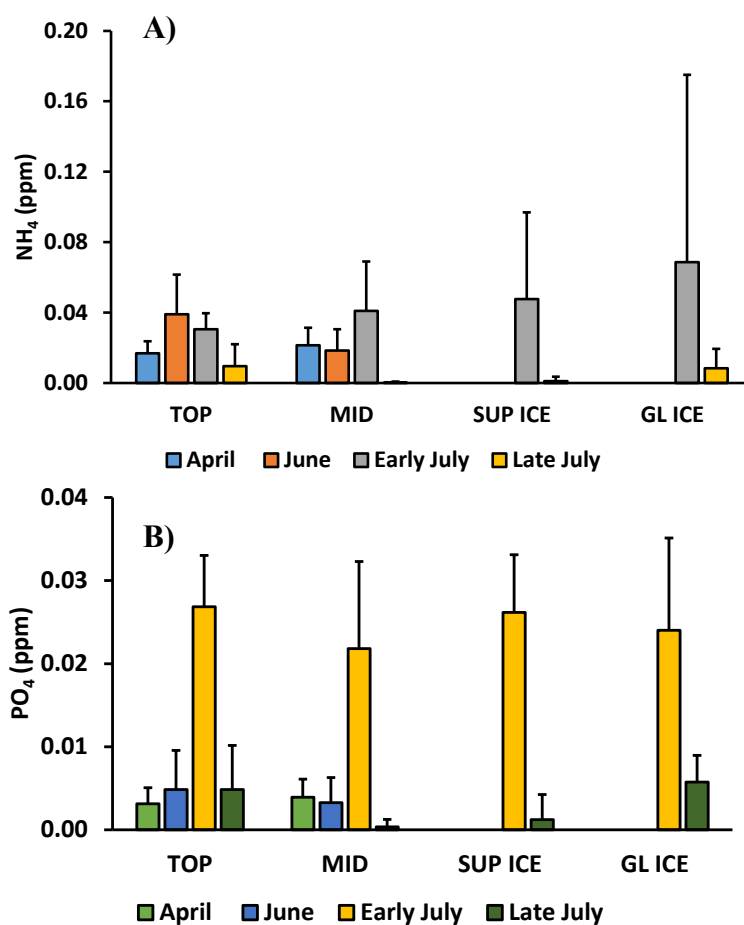 A)
0.20
0.16
0.12
0.08
0.04
0.00
NH₄ (ppm)
TOP MID SUP ICE GL ICE
April June Early July Late July
B)
0.04
0.03
0.02
0.01
0.00
PO₄ (ppm)
TOP MID SUP ICE GL ICE
April June Early July Late July